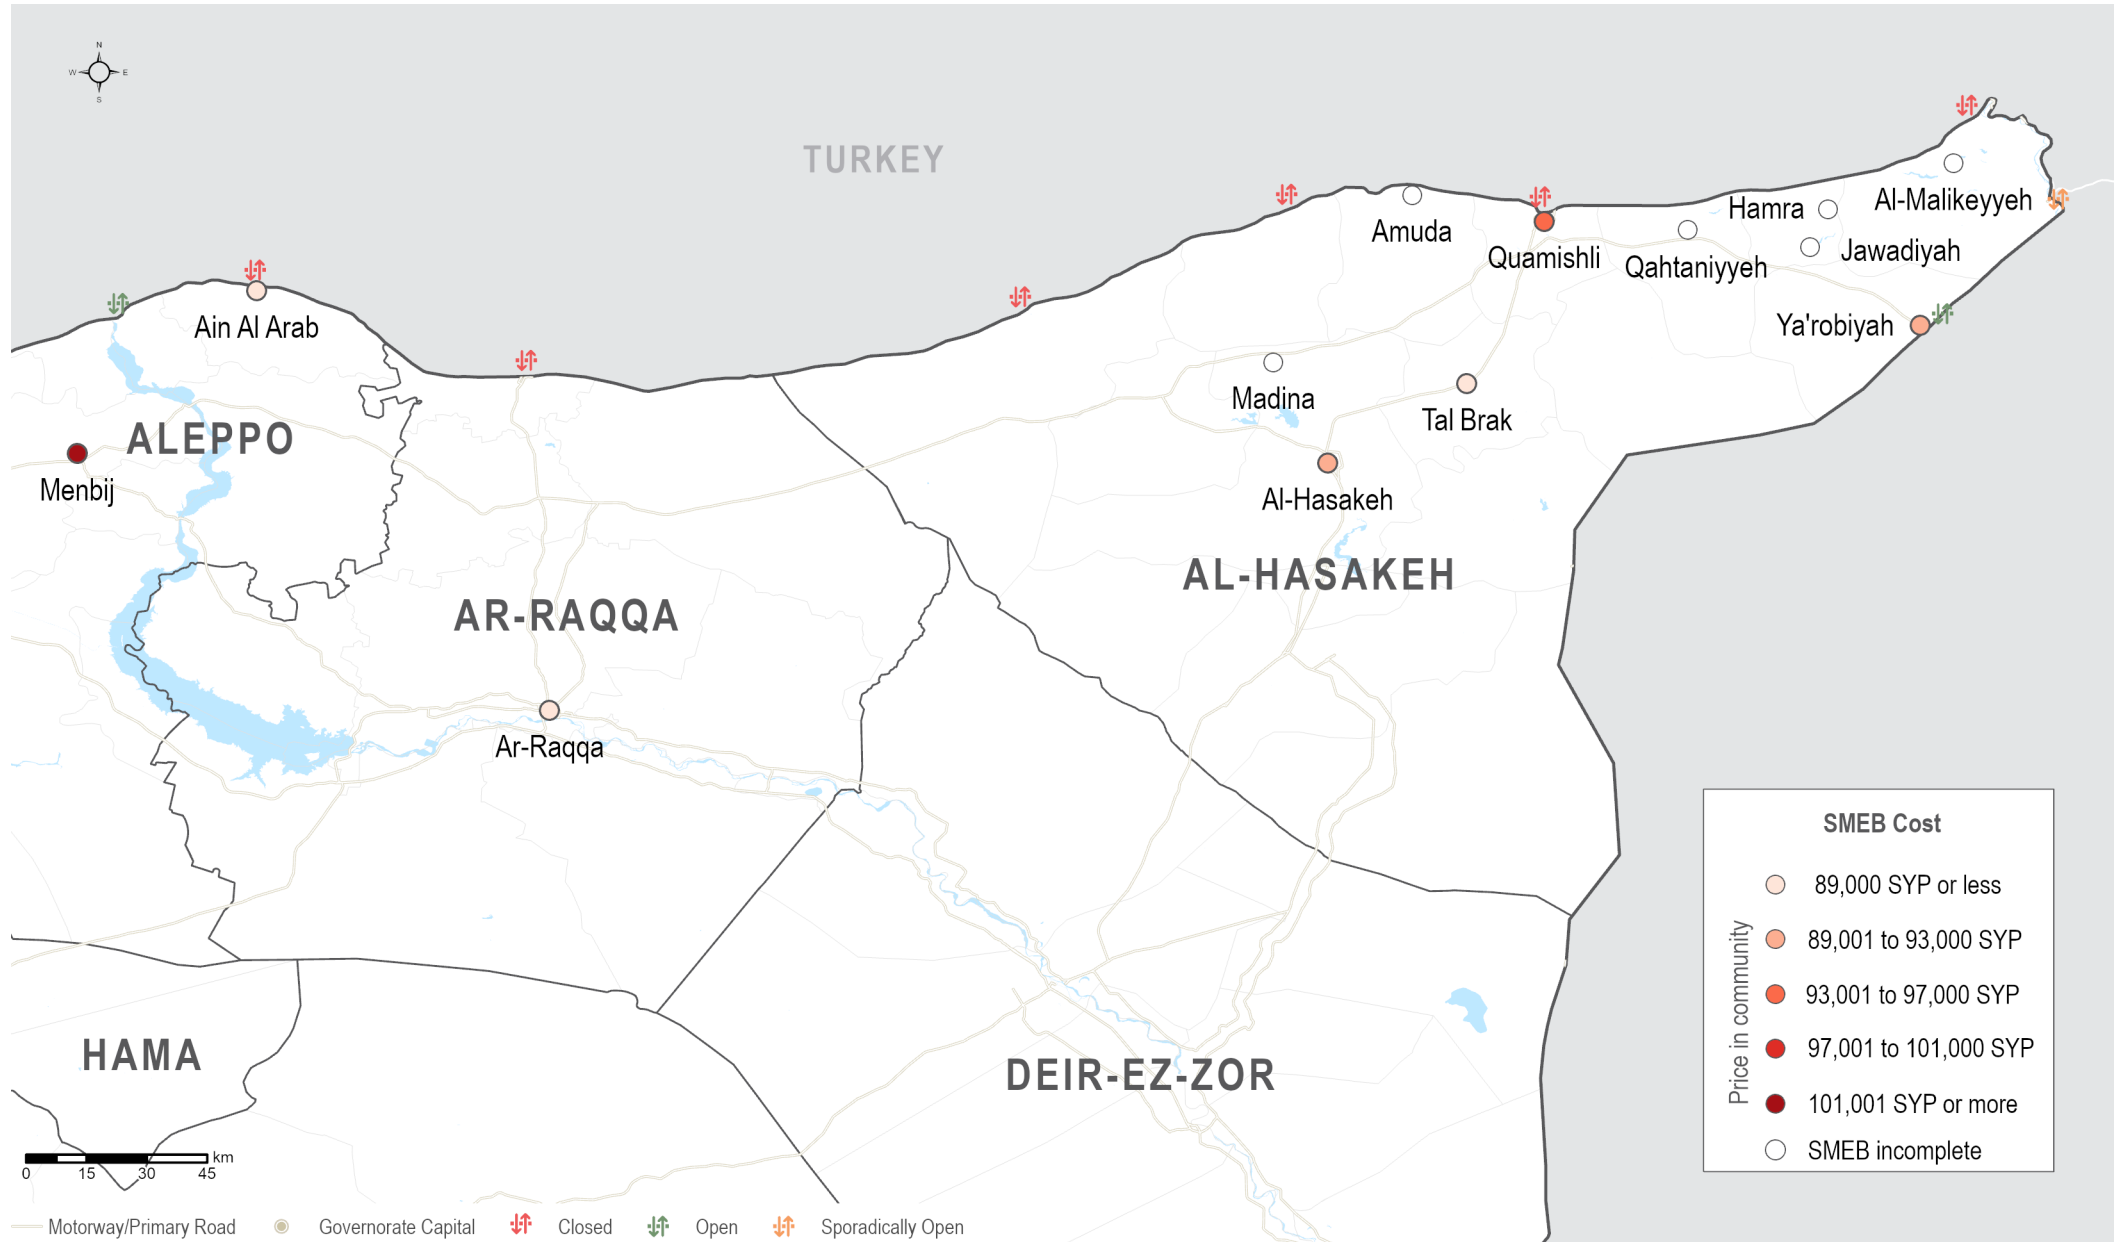 N
W E
S
TURKEY
Al-Malikeyyeh
Hamra
Amuda
Quamishli
Qahtaniyyeh
Jawadiyah
Ain Al Arab
Ya'robiyah
Madina
Tal Brak
ALEPPO
Menbij
Al-Hasakeh
AL-HASAKEH
AR-RAQQA
Ar-Raqqa
HAMA
DEIR-EZ-ZOR
SMEB Cost
Price in community
89,000 SYP or less
89,001 to 93,000 SYP
93,001 to 97,000 SYP
97,001 to 101,000 SYP
101,001 SYP or more
SMEB incomplete
km
0 15 30 45
Motorway/Primary Road Governorate Capital Closed Open Sporadically Open